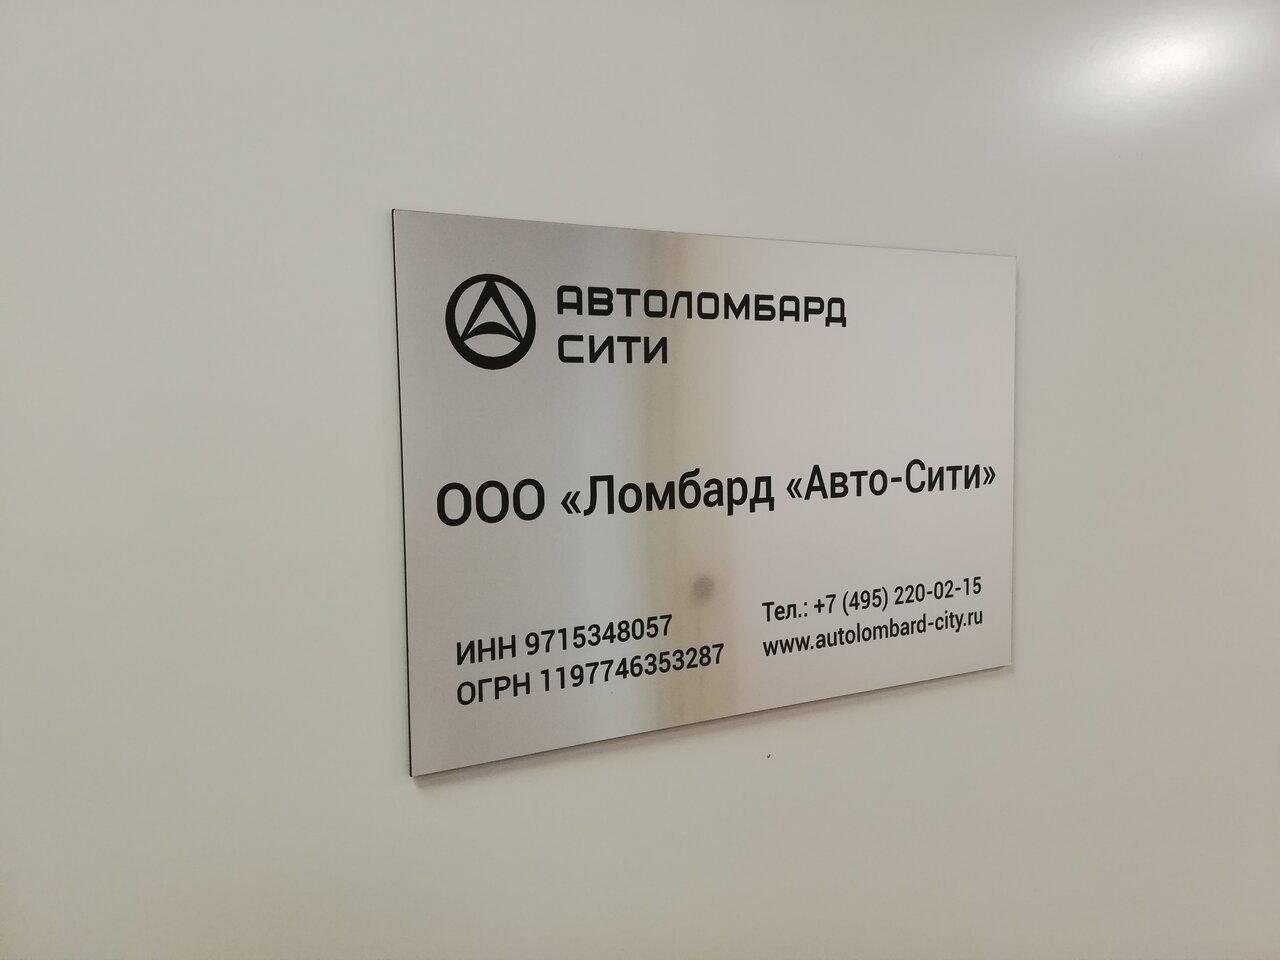 АВТОЛОМБАРД
СИТИ
ООО «Ломбард «Авто-Сити»
ИНН 9715348057
ОГРН 1197746353287
Тел.: +7 (495) 220-02-15
www.autolombard-city.ru